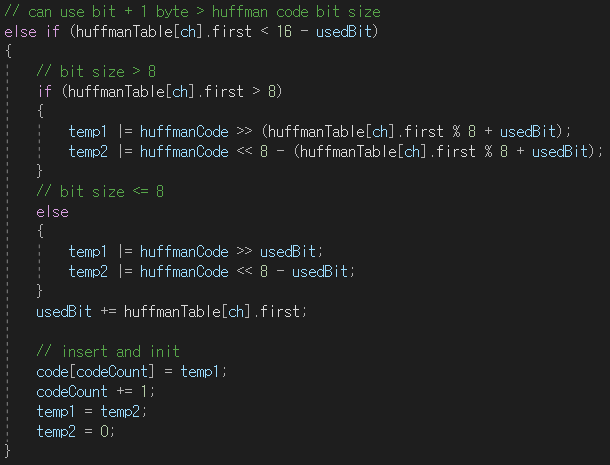 // can use bit + 1 byte > huffman code bit size
else if (huffmanTable[ch].first < 16 - usedBit)
{
// bit size > 8
if (huffmanTable[ch].first > 8)
{
temp1 |= huffmanCode >> (huffmanTable[ch].first % 8 + usedBit);
temp2 |= huffmanCode << 8 - (huffmanTable[ch].first % 8 + usedBit);
}
// bit size <= 8
else
{
temp1 |= huffmanCode >> usedBit;
temp2 |= huffmanCode << 8 - usedBit;
}
usedBit += huffmanTable[ch].first;
// insert and init
code[codeCount] = temp1;
codeCount += 1;
temp1 = temp2;
temp2 = 0;
}